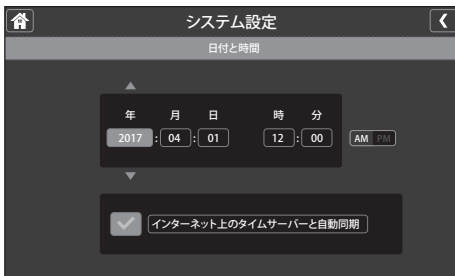 システム設定
日付と時間
年 月 日 時 分
2017 : 04 : 01 12 : 00 AM PM
インターネット上のタイムサーバーと自動同期